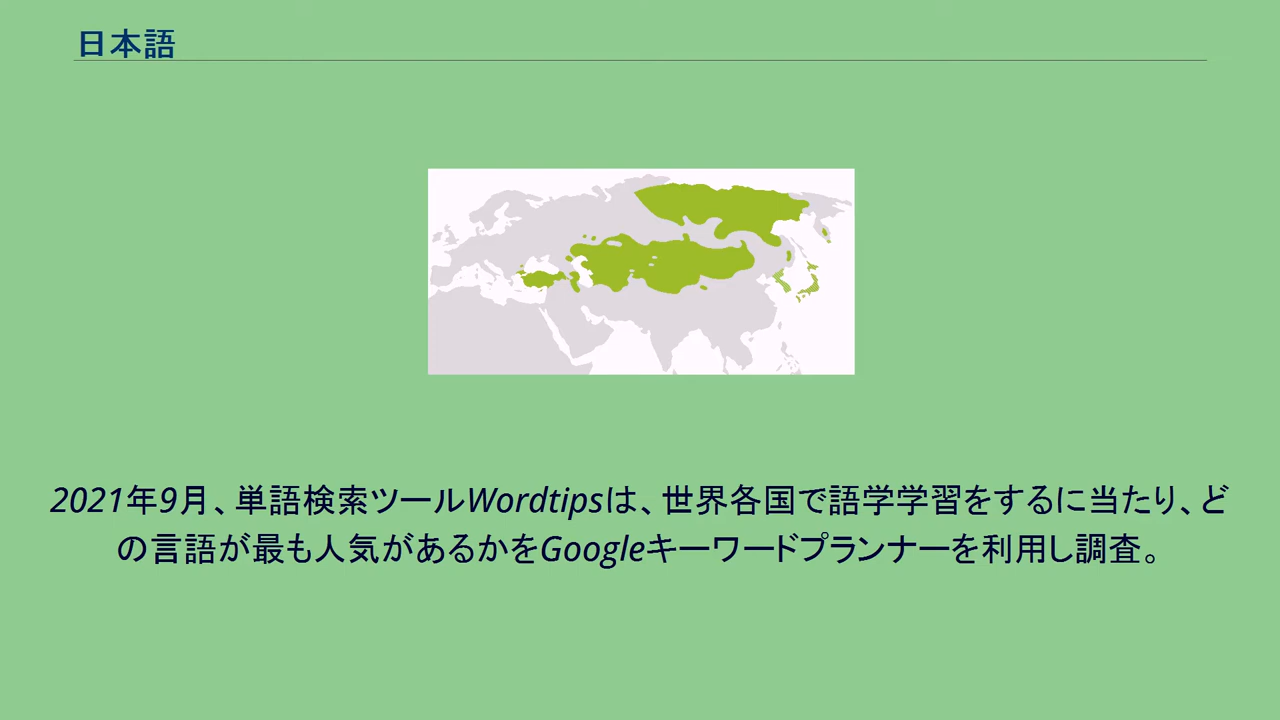 日本語
2021年9月、単語検索ツールWordtipsは、世界各国で語学学習をするに当たり、ど
の言語が最も人気があるかをGoogleキーワードプランナーを利用し調査。